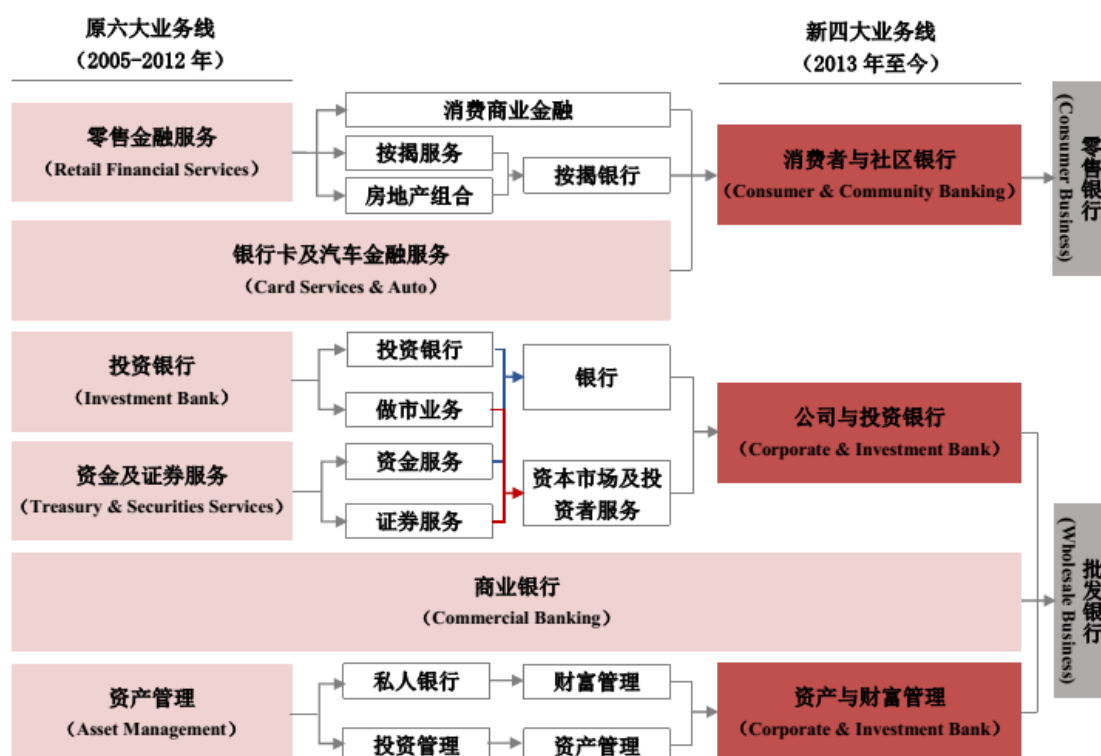 原六大业务线
（2005-2012 年）
新四大业务线
（2013 年至今）
零售金融服务
（Retail Financial Services）
消费商业金融
按揭服务
房地产组合
按揭银行
消费者与社区银行
（Consumer & Community Banking）
零售银行
（Consumer Business）
银行卡及汽车金融服务
（Card Services & Auto）
投资银行
（Investment Bank）
投资银行
做市业务
银行
公司与投资银行
（Corporate & Investment Bank）
资金及证券服务
（Treasury & Securities Services）
资金服务
证券服务
资本市场及投
资者服务
商业银行
（Commercial Banking）
批发银行
（Wholesale Business）
资产管理
（Asset Management）
私人银行
财富管理
投资管理
资产管理
资产与财富管理
（Corporate & Investment Bank）